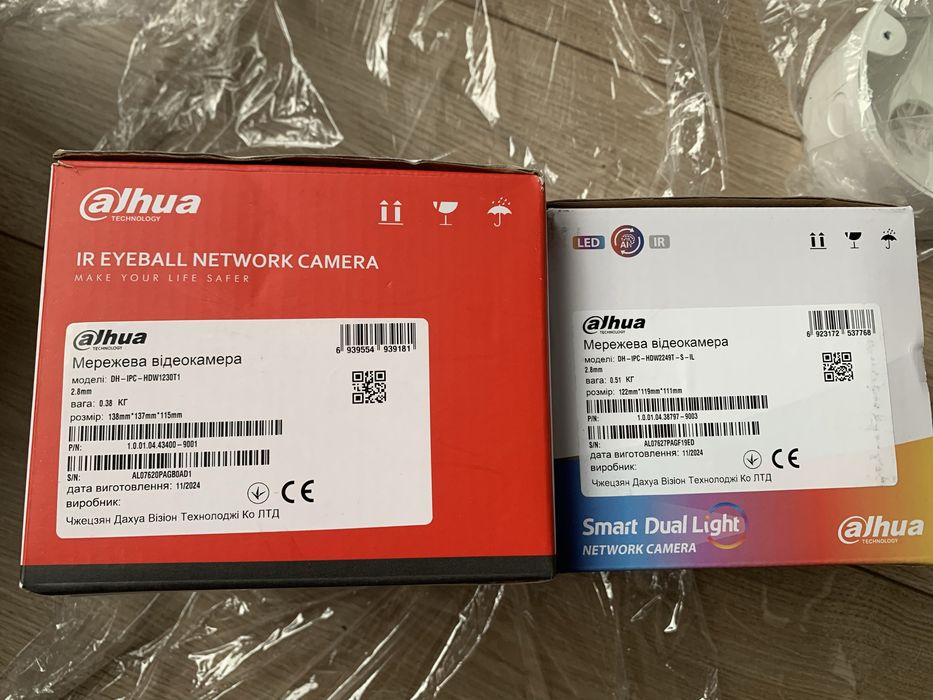 alhua
TECHNOLOGY
IR EYEBALL NETWORK CAMERA
MAKE YOUR LIFE SAFER
alhua
TECHNOLOGY
6 939554 939181
Мережева відеокамера
моделі: DH-IPC-HDW1230T1
2.8mm
вага: 0.38 КГ
розмір: 138mm*137mm*115mm
P/N: 1.0.01.04.43400-9001
S/N: AL07620PAGB0AD1
дата виготовлення: 11/2024
виробник:
CE
Чжецзян Дахуа Візіон Технолоджі Ко ЛТД
LED
AI
IR
alhua
TECHNOLOGY
6 923172 537768
Мережева відеокамера
моделі: DH-IPC-HDW2249T-S-IL
2.8mm
вага: 0.51 КГ
розмір: 122mm*119mm*111mm
P/N: 1.0.01.04.38797-9003
S/N: AL07627PAGF19ED
дата виготовлення: 11/2024
виробник:
CE
Чжецзян Дахуа Візіон Технолоджі Ко ЛТД
Smart Dual Light
NETWORK CAMERA
alhua
TECHNOLOGY